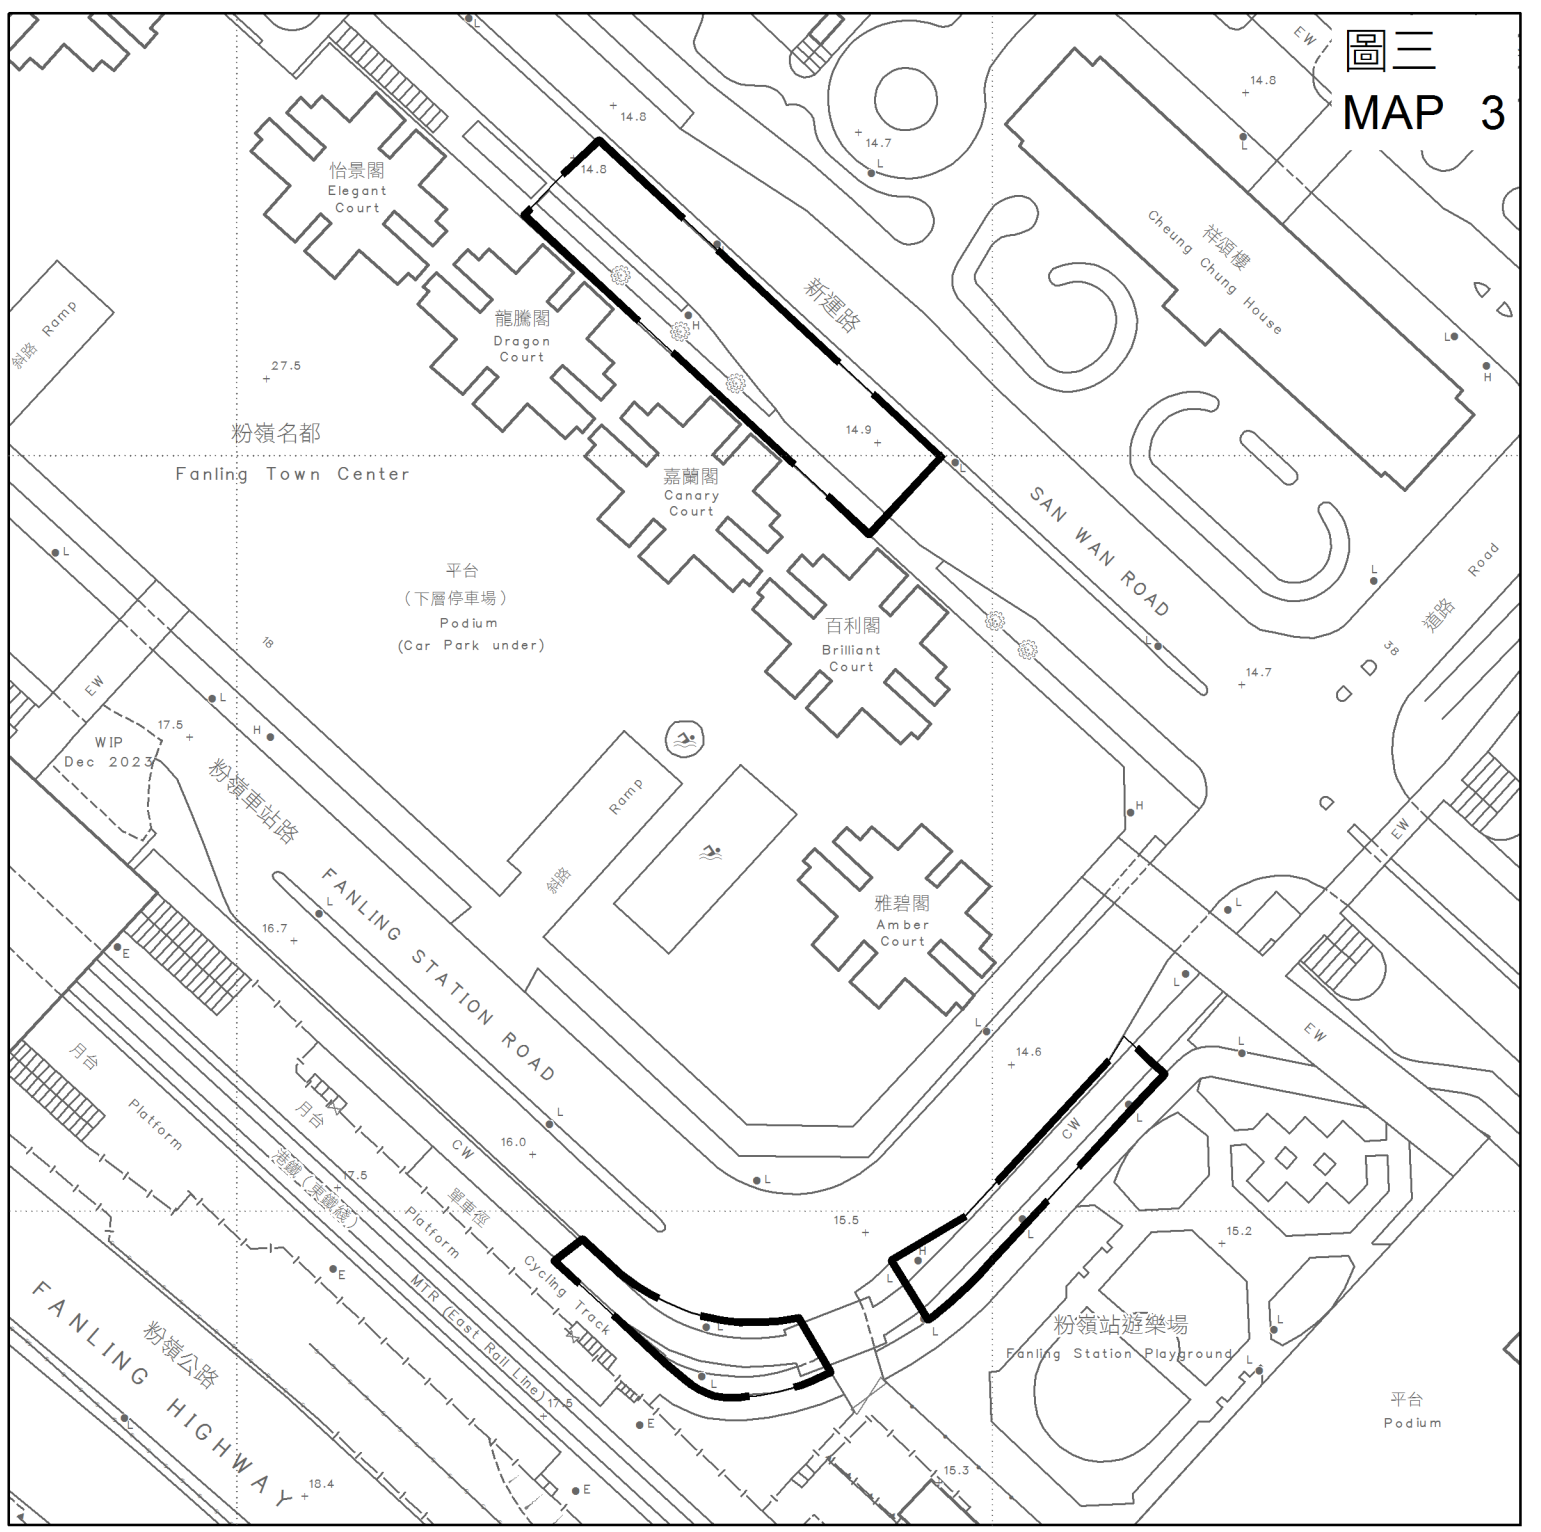 圖三
MAP 3
EW
14.8
L
14.8
14.7
L
L
L
14.8
怡景閣
Elegant
Court
祥頌樓
Cheung Chung House
新運路
斜路 Ramp
龍騰閣
Dragon
Court
H
L
H
27.5
14.9
粉嶺名都
Fanling Town Center
嘉蘭閣
Canary
Court
L
SAN WAN ROAD
L
平台
(下層停車場)
Podium
(Car Park under)
L
Road
道路
38
百利閣
Brilliant
Court
L
14.7
18
EW
L
H
17.5
WIP
Dec 2023
粉嶺車站路
Ramp
斜路
H
EW
FANLING STATION ROAD
L
16.7
雅碧閣
Amber
Court
L
E
L
L
14.6
EW
L
月台
Platform
月台
L
16.0
CW
CW
L
港鐵(東鐵綫)
17.5
單車徑
Platform
L
15.5
15.2
L
E
Cycling Track
MTR (East Rail Line)
H
L
L
L
粉嶺站遊樂場
Fanling Station Playground
L
L
FANLING HIGHWAY
粉嶺公路
L
L
17.5
E
平台
Podium
18.4
E
15.3